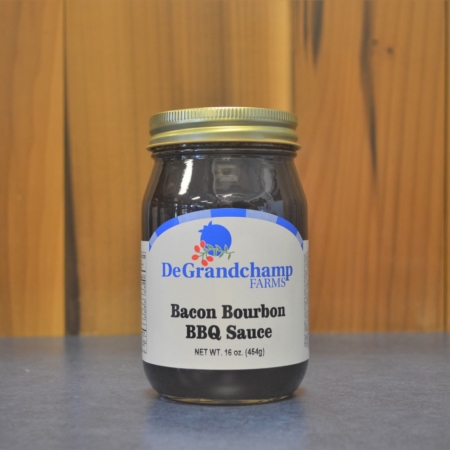 DeGrandchamp
FARMS
Bacon Bourbon
BBQ Sauce
NET WT. 16 oz. (454g)